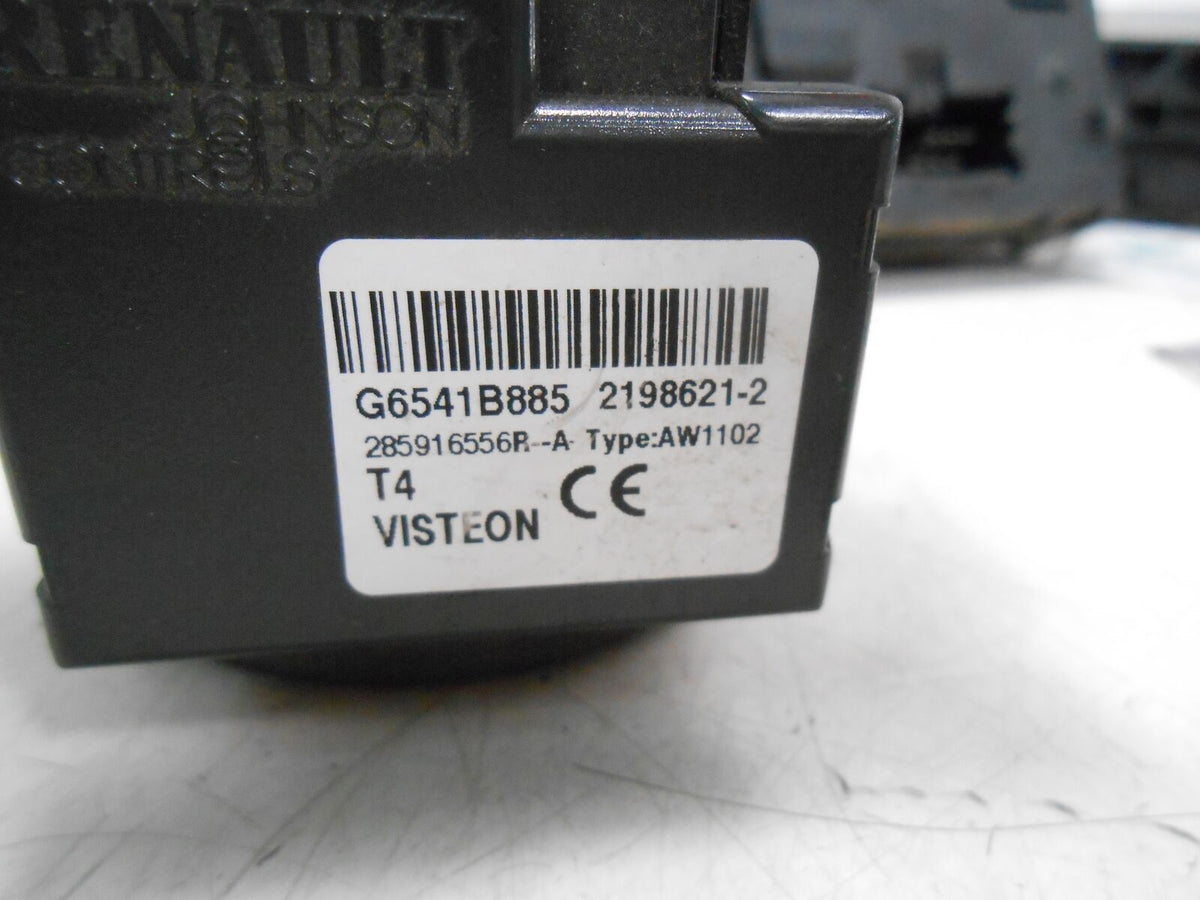 RENAULT
JOHNSON
CONTROLS
G6541B885 2198621-2
285916556R--A Type:AW1102
T4 CE
VISTEON